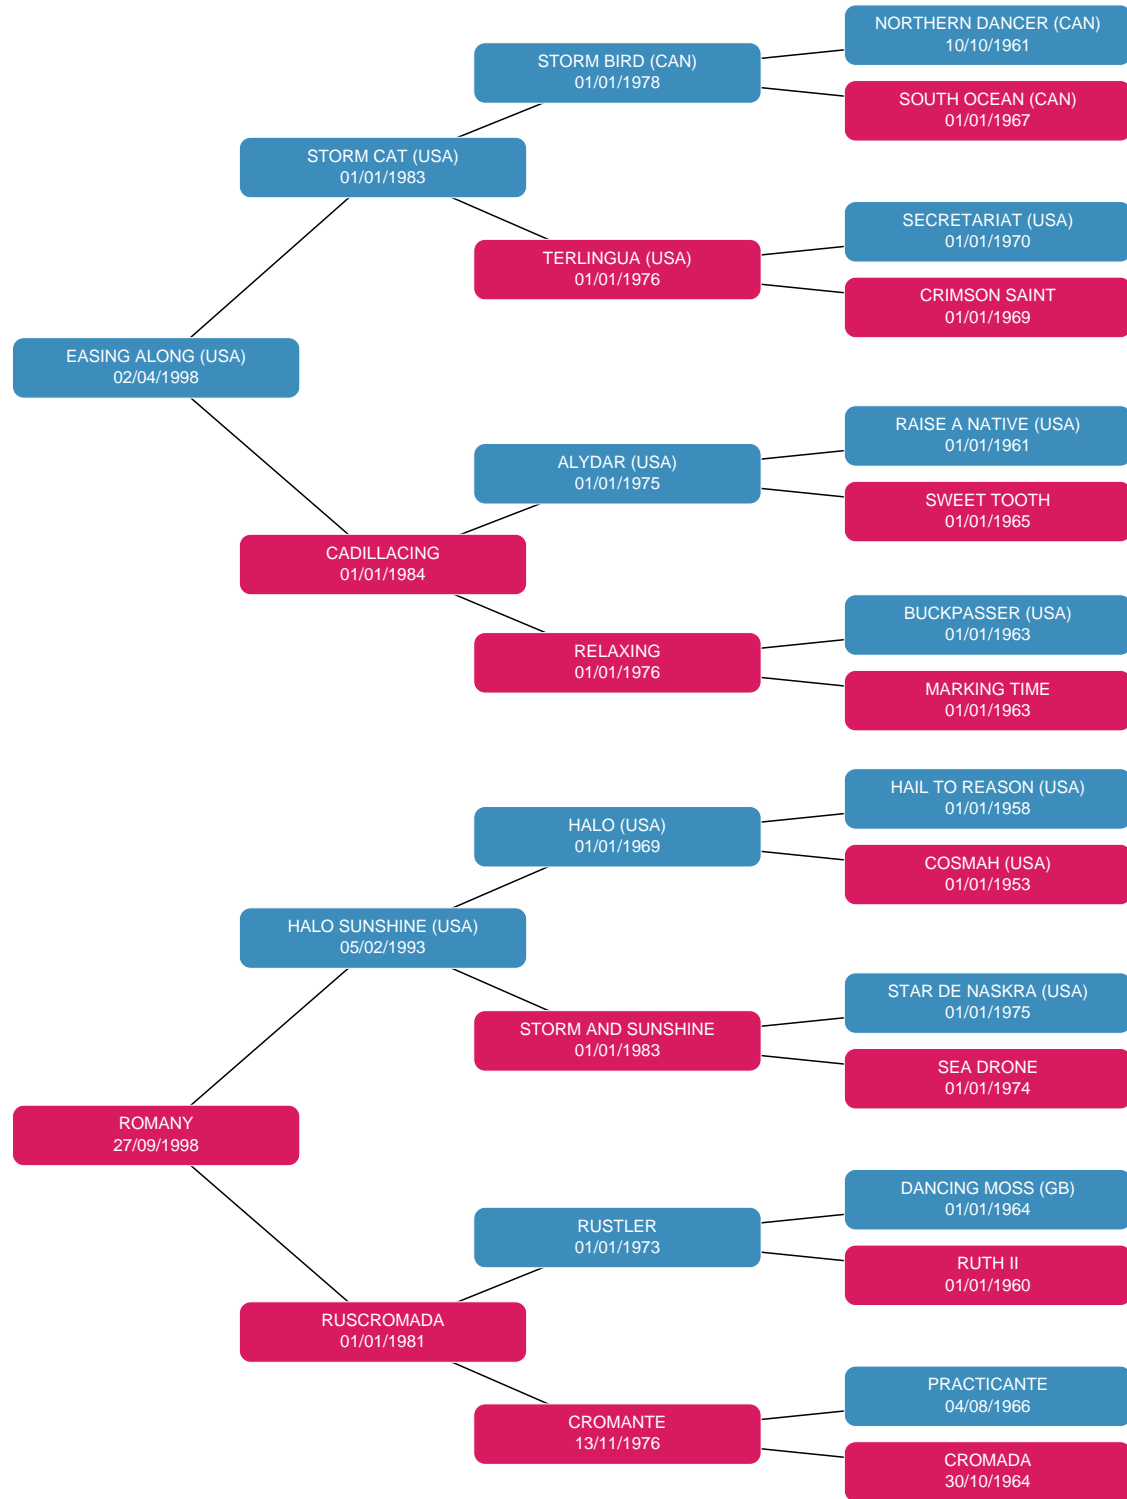 NORTHERN DANCER (CAN)
10/10/1961
STORM BIRD (CAN)
01/01/1978
SOUTH OCEAN (CAN)
01/01/1967
STORM CAT (USA)
01/01/1983
SECRETARIAT (USA)
01/01/1970
TERLINGUA (USA)
01/01/1976
CRIMSON SAINT
01/01/1969
EASING ALONG (USA)
02/04/1998
RAISE A NATIVE (USA)
01/01/1961
ALYDAR (USA)
01/01/1975
SWEET TOOTH
01/01/1965
CADILLACING
01/01/1984
BUCKPASSER (USA)
01/01/1963
RELAXING
01/01/1976
MARKING TIME
01/01/1963
HAIL TO REASON (USA)
01/01/1958
HALO (USA)
01/01/1969
COSMAH (USA)
01/01/1953
HALO SUNSHINE (USA)
05/02/1993
STAR DE NASKRA (USA)
01/01/1975
STORM AND SUNSHINE
01/01/1983
SEA DRONE
01/01/1974
ROMANY
27/09/1998
DANCING MOSS (GB)
01/01/1964
RUSTLER
01/01/1973
RUTH II
01/01/1960
RUSCROMADA
01/01/1981
PRACTICANTE
04/08/1966
CROMANTE
13/11/1976
CROMADA
30/10/1964